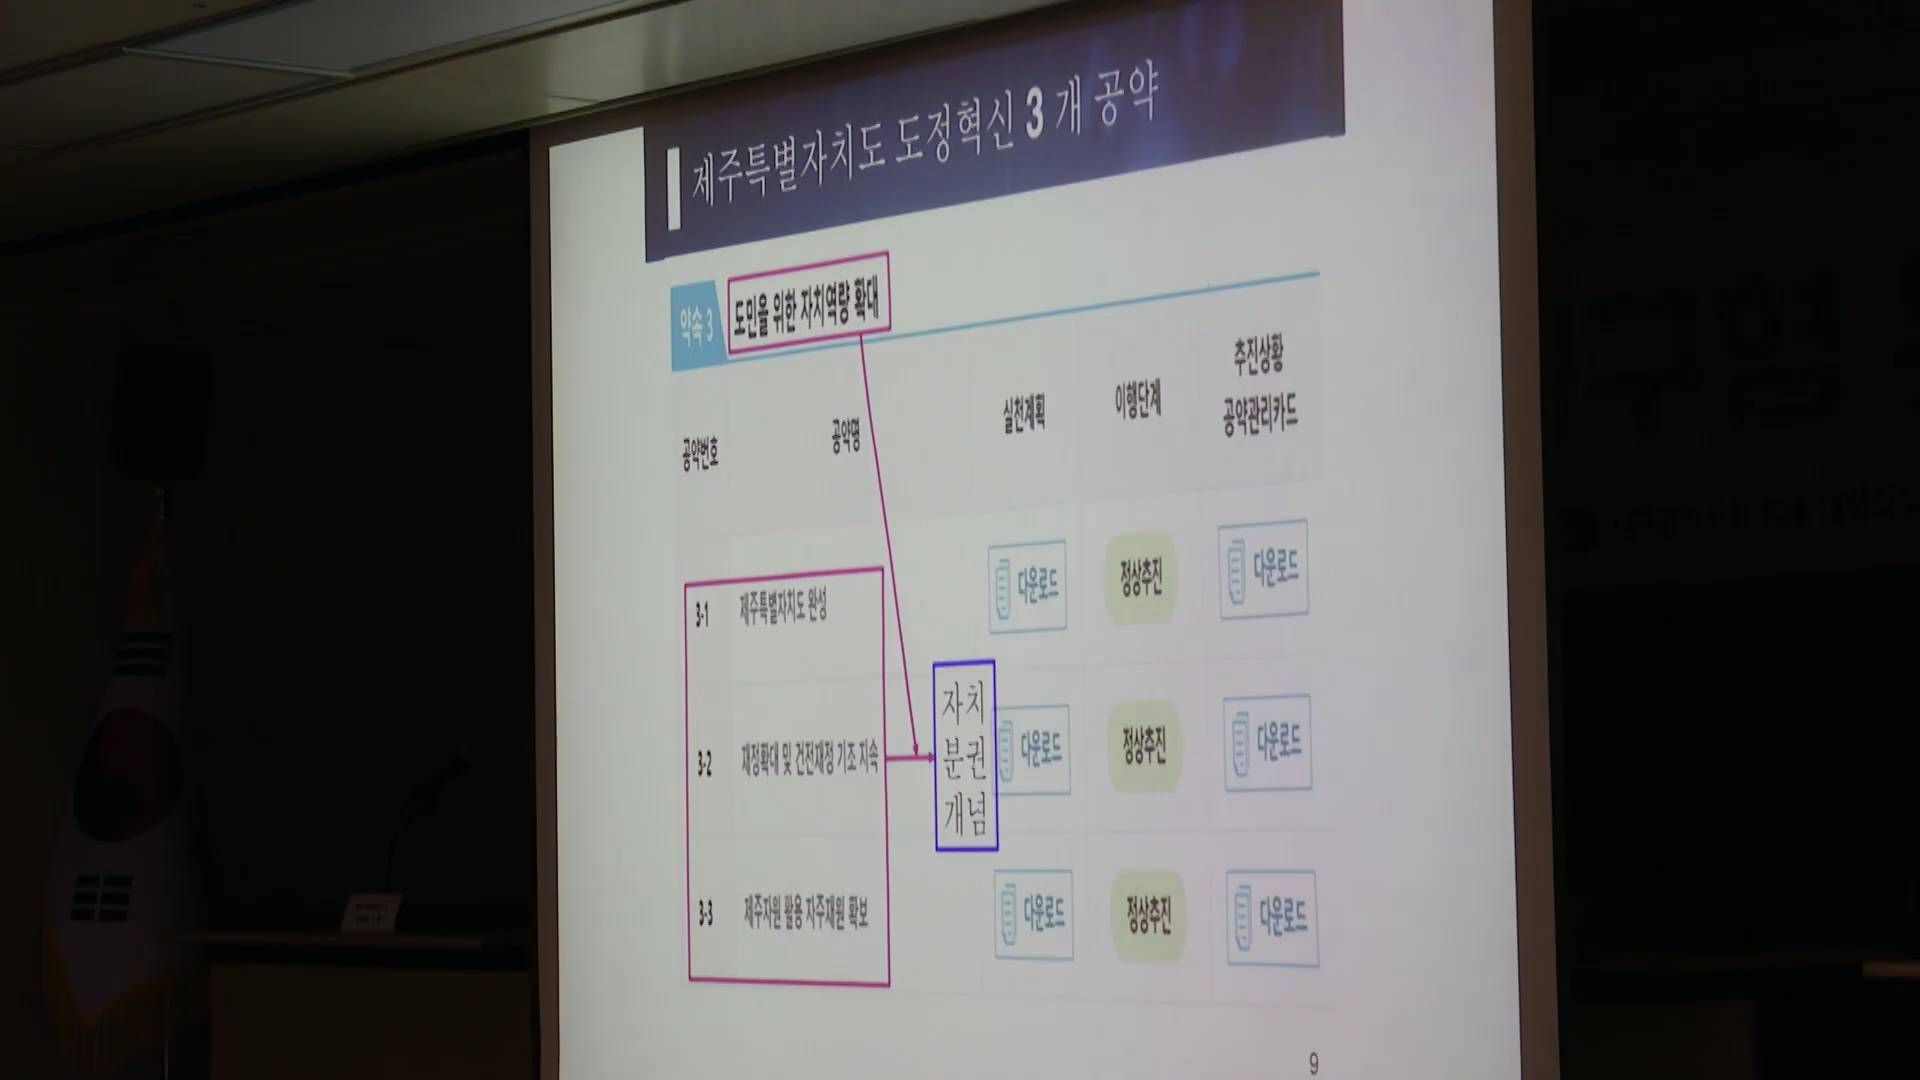 제주특별자치도 도정혁신 3 개 공약
약속 3 도민을 위한 자치역량 확대
공약번호 공약명 실천계획 이행단계 추진상황
공약관리카드
3-1 제주특별자치도 완성 다운로드 정상추진 다운로드
3-2 재정확대 및 건전재정 기조 지속 다운로드 정상추진 다운로드
자치
분권
개념
3-3 제주자원 활용 자주재원 확보 다운로드 정상추진 다운로드
9